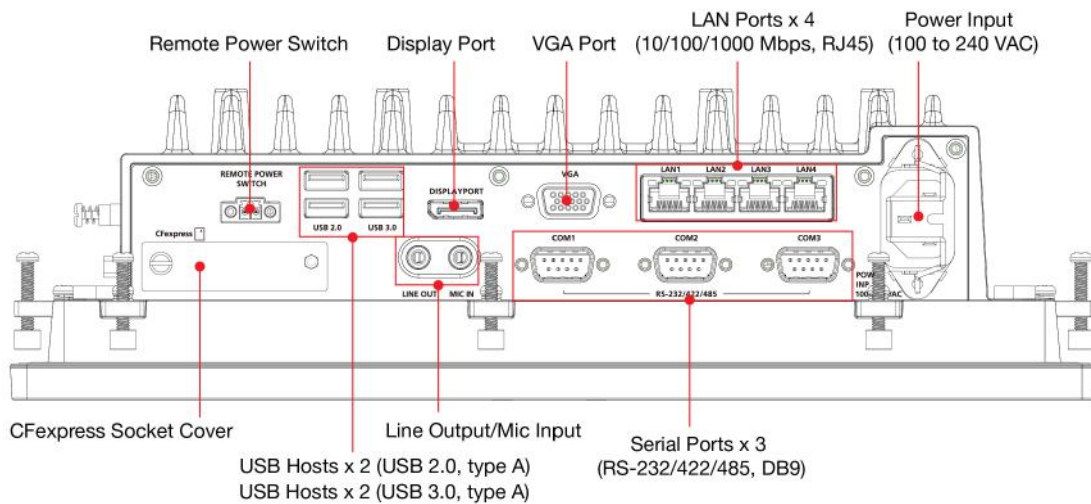 LAN Ports x 4
(10/100/1000 Mbps, RJ45)
Power Input
(100 to 240 VAC)
Remote Power Switch
Display Port
VGA Port
REMOTE POWER
SWITCH
USB 2.0
USB 3.0
DISPLAYPORT
VGA
LAN1
LAN2
LAN3
LAN4
CFexpress
LINE OUT
MIC IN
COM1
COM2
COM3
RS-232/422/485
POW
INP
100
VAC
CFexpress Socket Cover
Line Output/Mic Input
USB Hosts x 2 (USB 2.0, type A)
USB Hosts x 2 (USB 3.0, type A)
Serial Ports x 3
(RS-232/422/485, DB9)